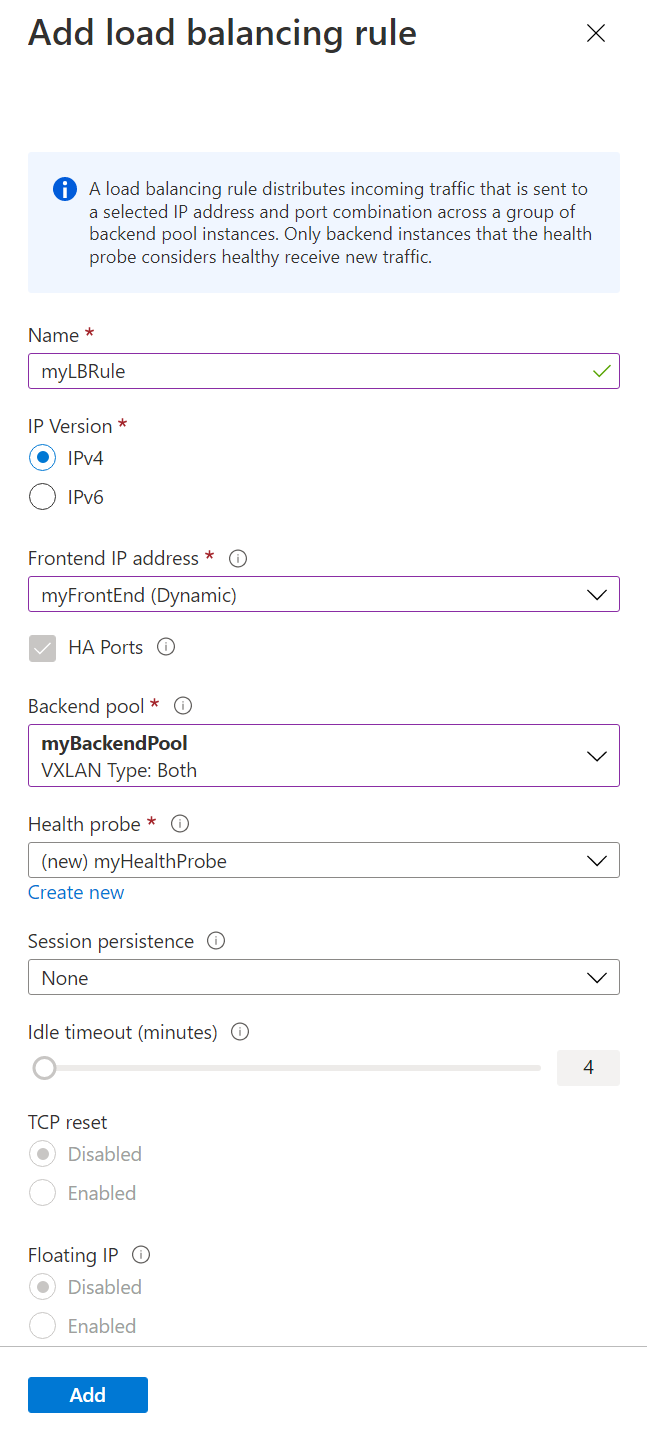 Add load balancing rule
A load balancing rule distributes incoming traffic that is sent to
a selected IP address and port combination across a group of
backend pool instances. Only backend instances that the health
probe considers healthy receive new traffic.
Name *
myLBRule
IP Version *
IPv4
IPv6
Frontend IP address *
myFrontEnd (Dynamic)
HA Ports
Backend pool *
myBackendPool
VXLAN Type: Both
Health probe *
(new) myHealthProbe
Create new
Session persistence
None
Idle timeout (minutes)
4
TCP reset
Disabled
Enabled
Floating IP
Disabled
Enabled
Add